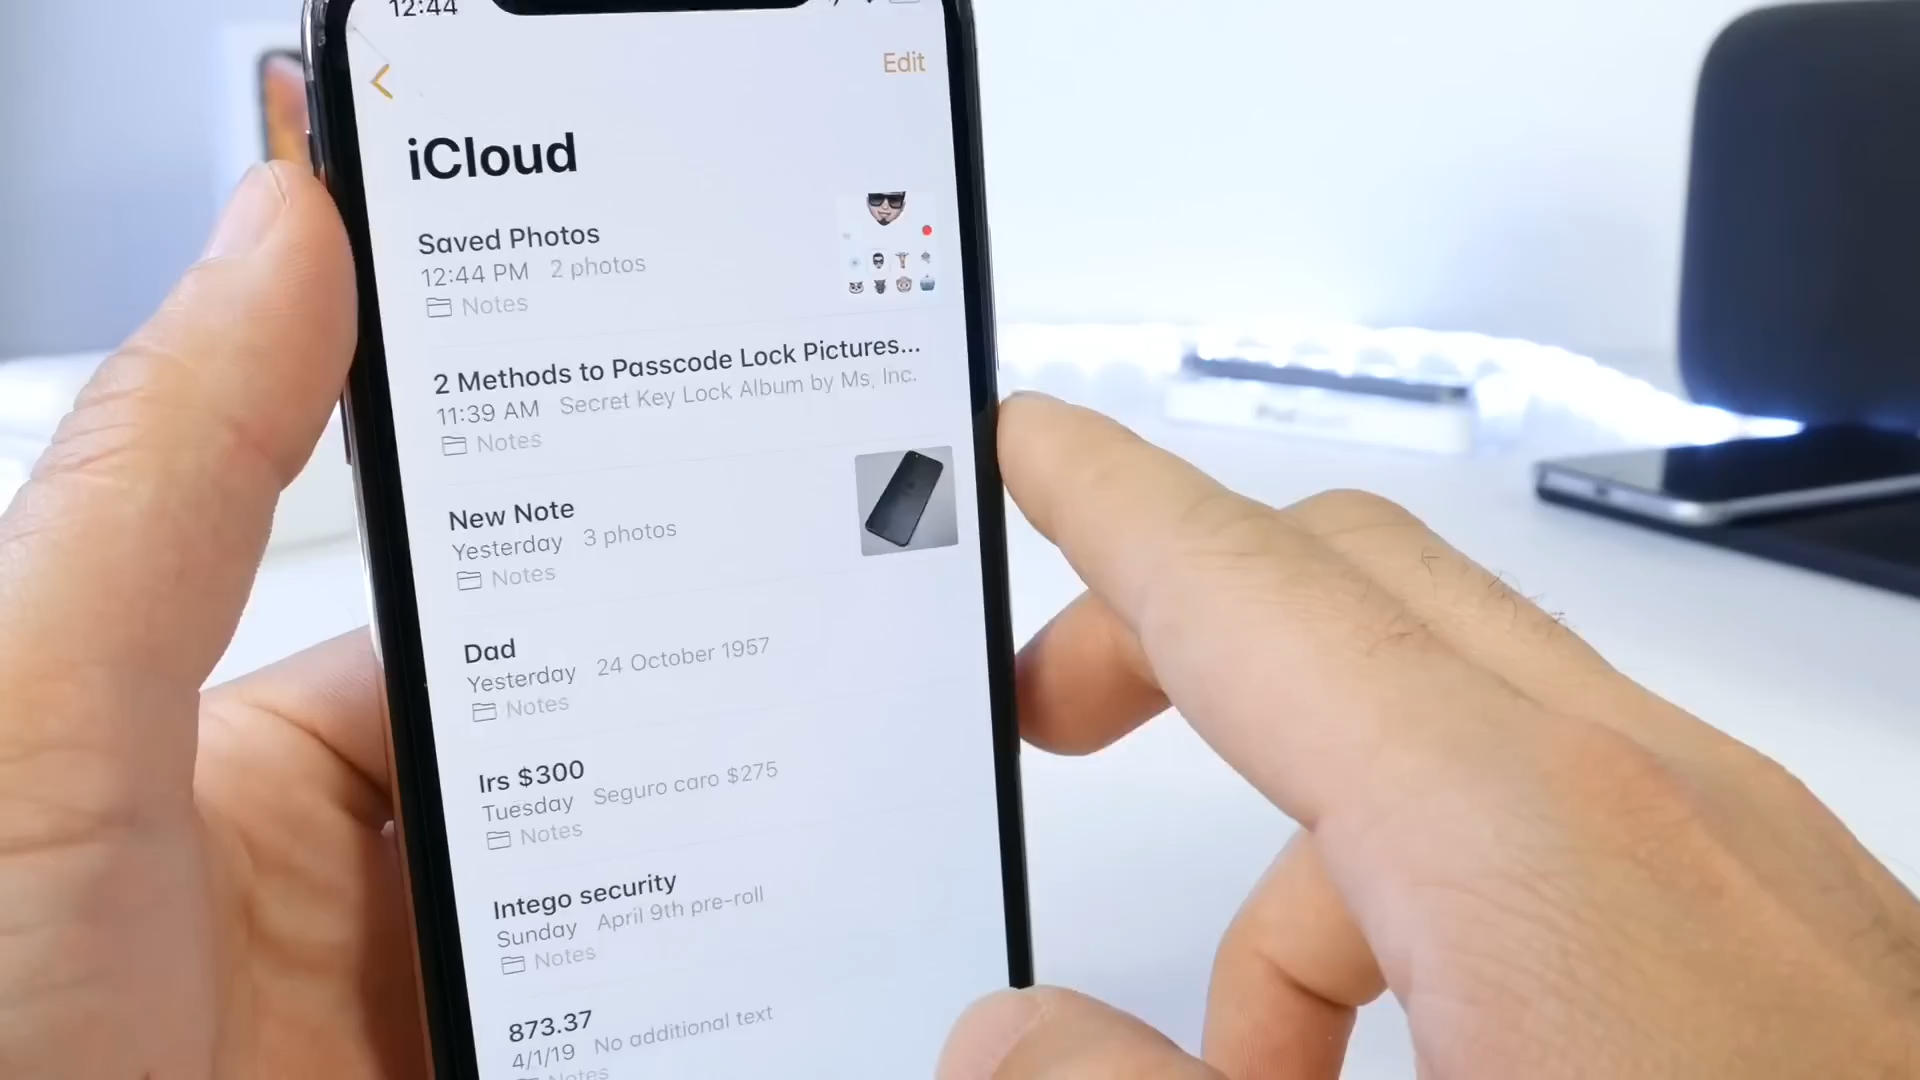 12:44
Edit
iCloud
Saved Photos
12:44 PM 2 photos
Notes
2 Methods to Passcode Lock Pictures...
11:39 AM Secret Key Lock Album by Ms, Inc.
Notes
New Note
Yesterday 3 photos
Notes
Dad
Yesterday 24 October 1957
Notes
Irs $300
Tuesday Seguro caro $275
Notes
Intego security
Sunday April 9th pre-roll
Notes
873.37
4/1/19 No additional text
Notes